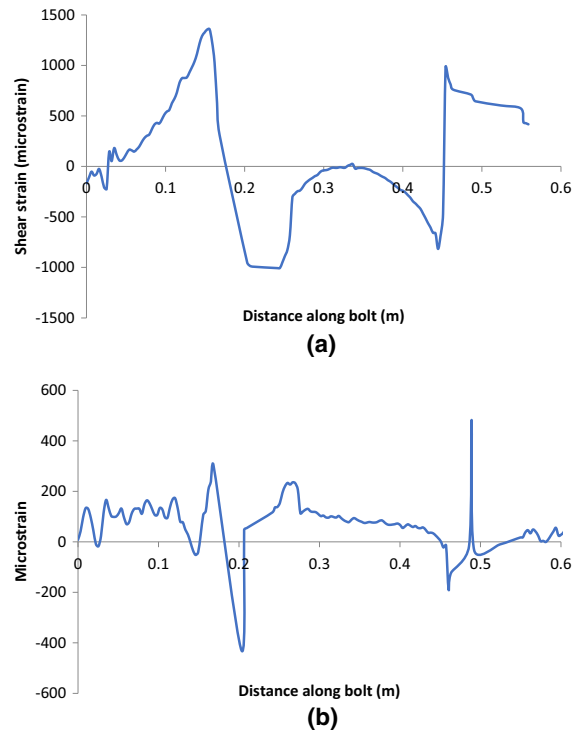 1500
1000
500
0
-500
-1000
-1500
Shear strain (microstrain)
0 0.1 0.2 0.3 0.4 0.5 0.6
Distance along bolt (m)
(a)
600
400
200
0
-200
-400
-600
Microstrain
0 0.1 0.2 0.3 0.4 0.5 0.6
Distance along bolt (m)
(b)